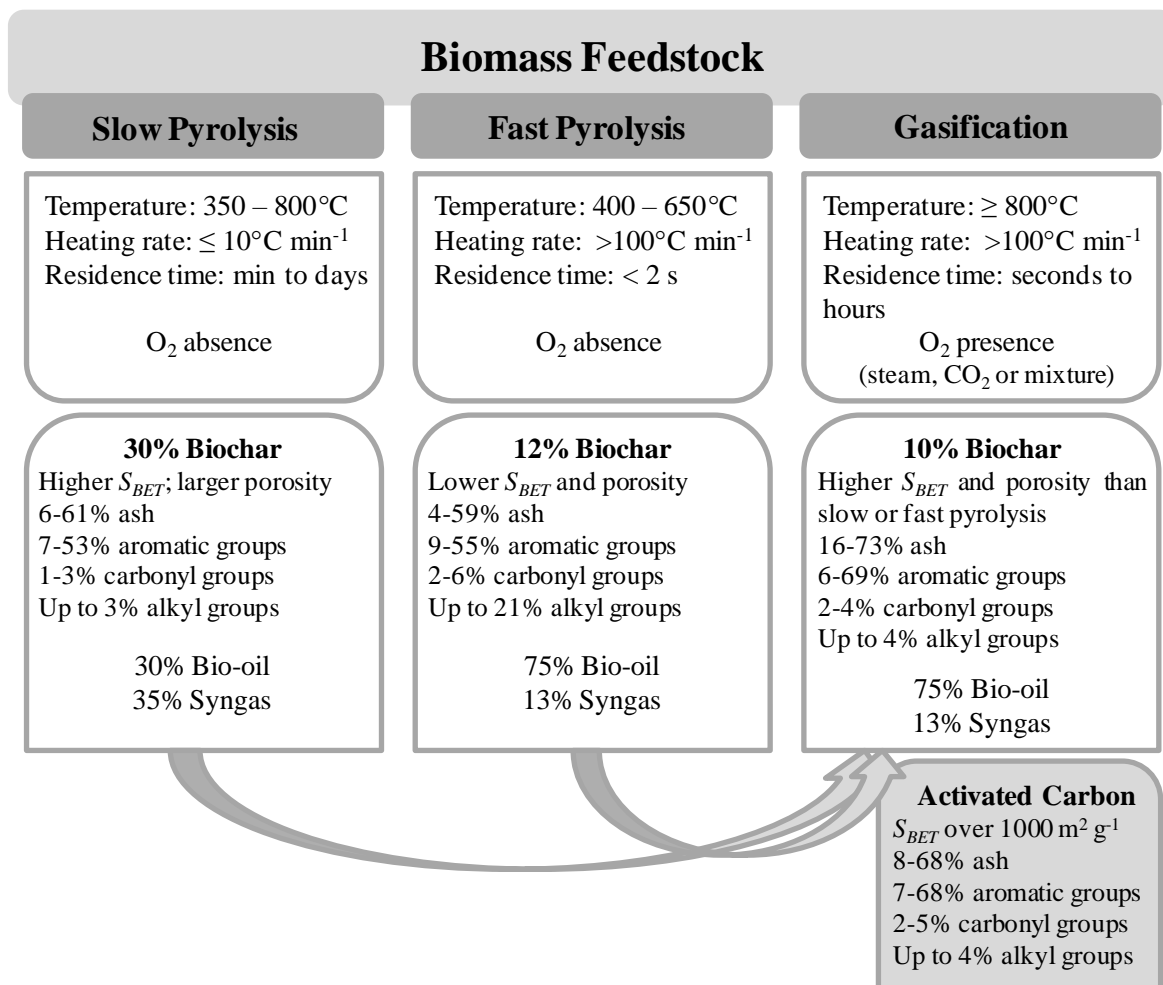 Biomass Feedstock
Slow Pyrolysis
Temperature: 350 – 800°C
Heating rate: ≤ 10°C min⁻¹
Residence time: min to days
O₂ absence
30% Biochar
Higher S_BET; larger porosity
6-61% ash
7-53% aromatic groups
1-3% carbonyl groups
Up to 3% alkyl groups
30% Bio-oil
35% Syngas
Fast Pyrolysis
Temperature: 400 – 650°C
Heating rate: >100°C min⁻¹
Residence time: < 2 s
O₂ absence
12% Biochar
Lower S_BET and porosity
4-59% ash
9-55% aromatic groups
2-6% carbonyl groups
Up to 21% alkyl groups
75% Bio-oil
13% Syngas
Gasification
Temperature: ≥ 800°C
Heating rate: >100°C min⁻¹
Residence time: seconds to
hours
O₂ presence
(steam, CO₂ or mixture)
10% Biochar
Higher S_BET and porosity than
slow or fast pyrolysis
16-73% ash
6-69% aromatic groups
2-4% carbonyl groups
Up to 4% alkyl groups
75% Bio-oil
13% Syngas
Activated Carbon
S_BET over 1000 m² g⁻¹
8-68% ash
7-68% aromatic groups
2-5% carbonyl groups
Up to 4% alkyl groups